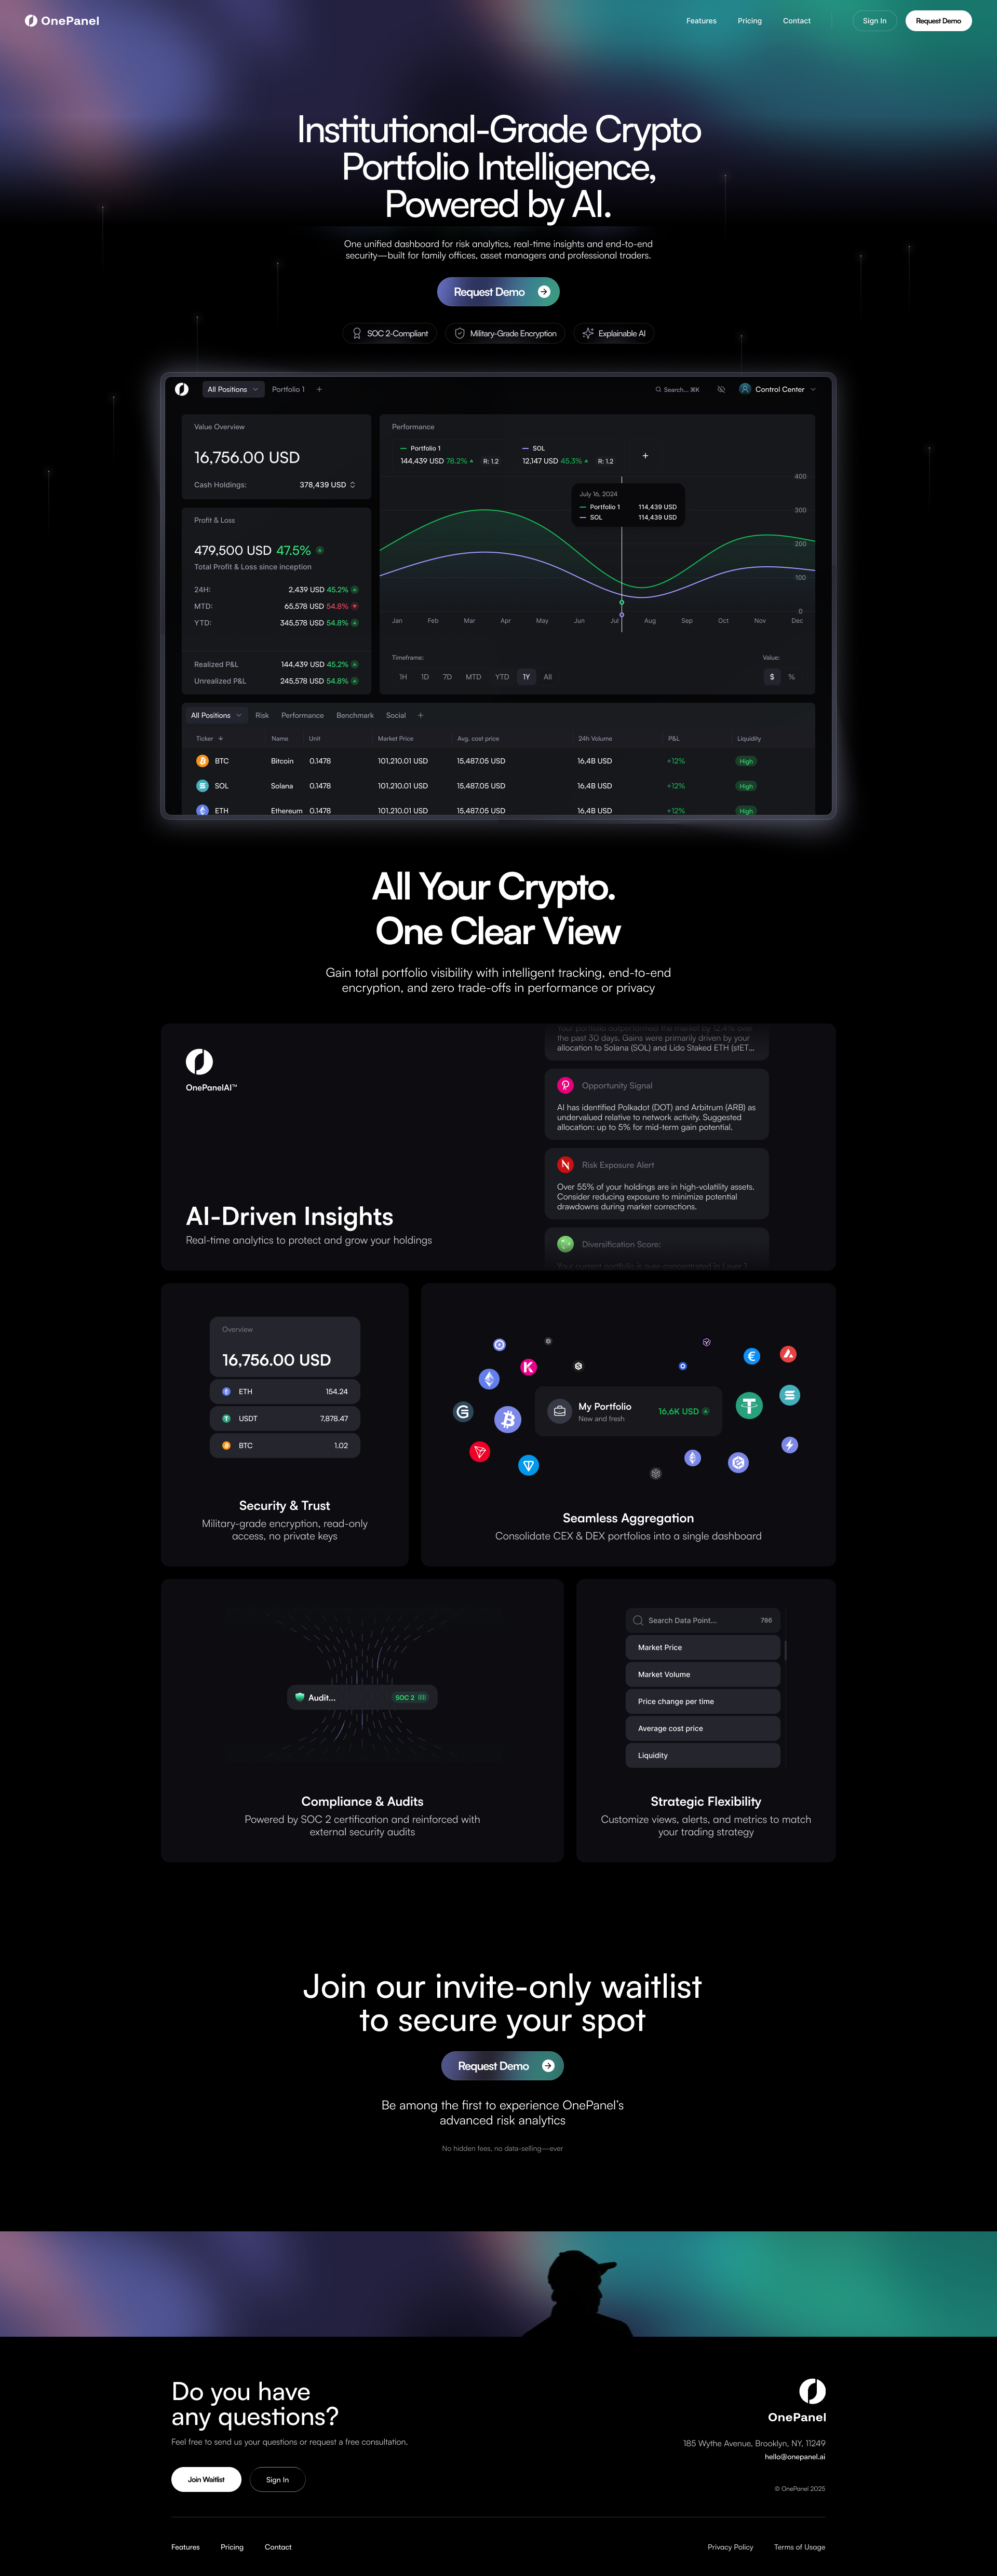 OnePanel
Features Pricing Contact Sign In Request Demo
Institutional-Grade Crypto
Portfolio Intelligence,
Powered by AI.
One unified dashboard for risk analytics, real-time insights and end-to-end
security—built for family offices, asset managers and professional traders.
Request Demo
SOC 2-Compliant Military-Grade Encryption Explainable AI
All Positions Portfolio 1 + Search... ⌘K Control Center
Value Overview
16,756.00 USD
Cash Holdings: 378,439 USD
Profit & Loss
479,500 USD 47.5%
Total Profit & Loss since inception
24H: 2,439 USD 45.2%
MTD: 65,578 USD 54.8%
YTD: 345,578 USD 54.8%
Realized P&L 144,439 USD 45.2%
Unrealized P&L 245,578 USD 54.8%
Performance
Portfolio 1
144,439 USD 78.2% R: 1.2
SOL
12.147 USD 45.3% R: 1.2
+
July 16, 2024
Portfolio 1 114,439 USD
SOL 114,439 USD
400
300
200
100
0
Jan Feb Mar Apr May Jun Jul Aug Sep Oct Nov Dec
Timeframe: Value:
1H 1D 7D MTD YTD 1Y All $ %
All Positions Risk Performance Benchmark Social +
Ticker Name Unit Market Price Avg. cost price 24h Volume P&L Liquidity
BTC Bitcoin 0.1478 101,210.01 USD 15,487.05 USD 16,4B USD +12% High
SOL Solana 0.1478 101,210.01 USD 15,487.05 USD 16,4B USD +12% High
ETH Ethereum 0.1478 101,210.01 USD 15,487.05 USD 16,4B USD +12% High
All Your Crypto.
One Clear View
Gain total portfolio visibility with intelligent tracking, end-to-end
encryption, and zero trade-offs in performance or privacy
OnePanelAI™
AI-Driven Insights
Real-time analytics to protect and grow your holdings
Your portfolio outperformed the market by 12.4% over
the past 30 days. Gains were primarily driven by your
allocation to Solana (SOL) and Lido Staked ETH (stET...
Opportunity Signal
AI has identified Polkadot (DOT) and Arbitrum (ARB) as
undervalued relative to network activity. Suggested
allocation: up to 5% for mid-term gain potential.
Risk Exposure Alert
Over 55% of your holdings are in high-volatility assets.
Consider reducing exposure to minimize potential
drawdowns during market corrections.
Diversification Score:
Your current portfolio is over-concentrated in Layer 1
Overview
16,756.00 USD
ETH 154.24
USDT 7,878.47
BTC 1.02
Security & Trust
Military-grade encryption, read-only
access, no private keys
My Portfolio
New and fresh
16,6K USD
Seamless Aggregation
Consolidate CEX & DEX portfolios into a single dashboard
Audit... SOC 2
Compliance & Audits
Powered by SOC 2 certification and reinforced with
external security audits
Search Data Point... 786
Market Price
Market Volume
Price change per time
Average cost price
Liquidity
Strategic Flexibility
Customize views, alerts, and metrics to match
your trading strategy
Join our invite-only waitlist
to secure your spot
Request Demo
Be among the first to experience OnePanel's
advanced risk analytics
No hidden fees, no data-selling—ever
Do you have
any questions?
Feel free to send us your questions or request a free consultation.
Join Waitlist Sign In
OnePanel
185 Wythe Avenue, Brooklyn, NY, 11249
hello@onepanel.ai
© OnePanel 2025
Features Pricing Contact Privacy Policy Terms of Usage